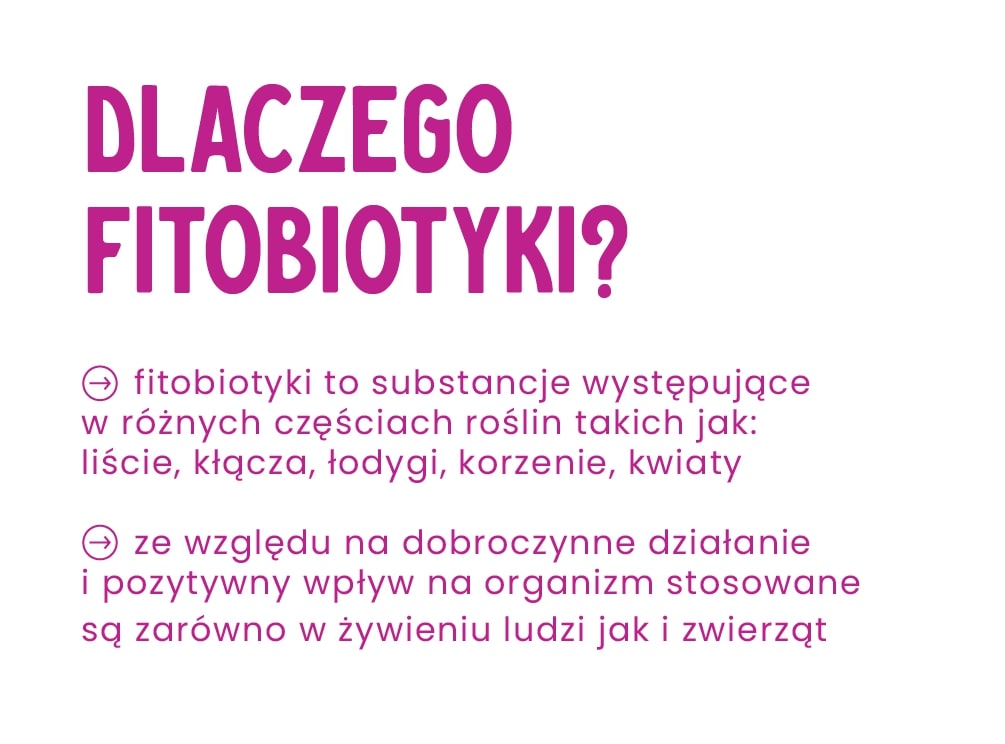 DLACZEGO
FITOBIOTYKI?
→ fitobiotyki to substancje występujące
w różnych częściach roślin takich jak:
liście, kłącza, łodygi, korzenie, kwiaty
→ ze względu na dobroczynne działanie
i pozytywny wpływ na organizm stosowane
są zarówno w żywieniu ludzi jak i zwierząt